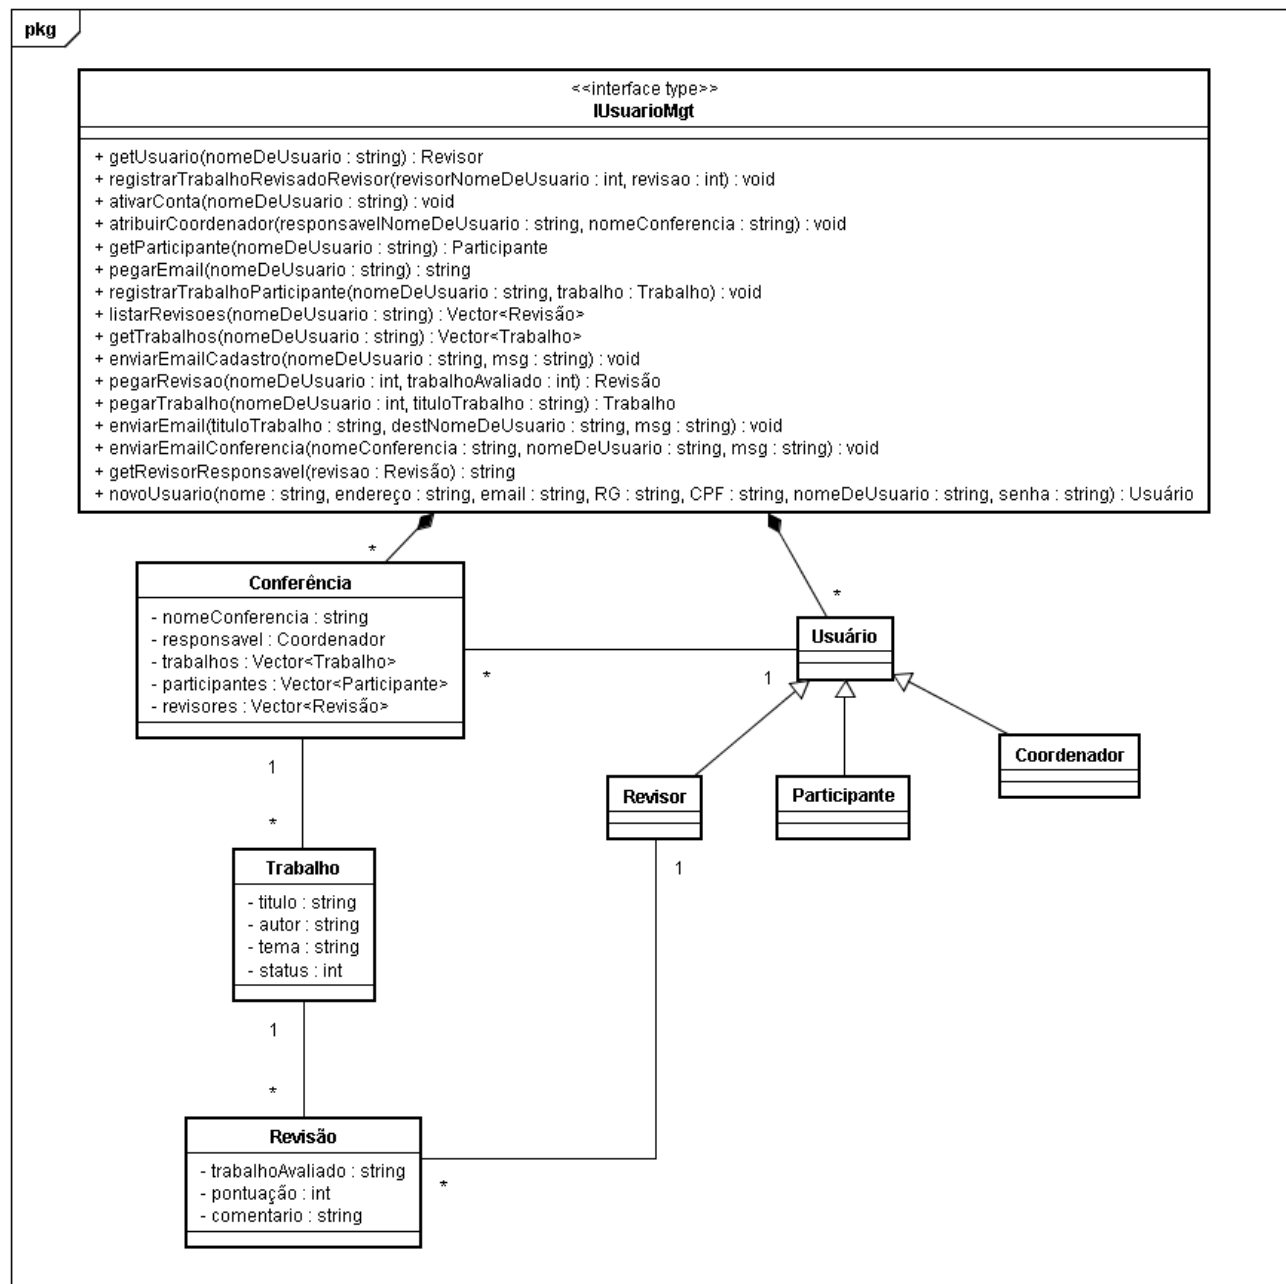 pkg
<<interface type>>
IUsuarioMgt
+ getUsuario(nomeDeUsuario : string) : Revisor
+ registrarTrabalhoRevisadoRevisor(revisorNomeDeUsuario : int, revisao : int) : void
+ ativarConta(nomeDeUsuario : string) : void
+ atribuirCoordenador(responsavelNomeDeUsuario : string, nomeConferencia : string) : void
+ getParticipante(nomeDeUsuario : string) : Participante
+ pegarEmail(nomeDeUsuario : string) : string
+ registrarTrabalhoParticipante(nomeDeUsuario : string, trabalho : Trabalho) : void
+ listarRevisoes(nomeDeUsuario : string) : Vector<Revisão>
+ getTrabalhos(nomeDeUsuario : string) : Vector<Trabalho>
+ enviarEmailCadastro(nomeDeUsuario : string, msg : string) : void
+ pegarRevisao(nomeDeUsuario : int, trabalhoAvaliado : int) : Revisão
+ pegarTrabalho(nomeDeUsuario : int, tituloTrabalho : string) : Trabalho
+ enviarEmail(tituloTrabalho : string, destNomeDeUsuario : string, msg : string) : void
+ enviarEmailConferencia(nomeConferencia : string, nomeDeUsuario : string, msg : string) : void
+ getRevisorResponsavel(revisao : Revisão) : string
+ novoUsuario(nome : string, endereço : string, email : string, RG : string, CPF : string, nomeDeUsuario : string, senha : string) : Usuário
*
*
Conferência
- nomeConferencia : string
- responsavel : Coordenador
- trabalhos : Vector<Trabalho>
- participantes : Vector<Participante>
- revisores : Vector<Revisão>
Usuário
*
1
1
*
Revisor
Participante
Coordenador
1
Trabalho
- titulo : string
- autor : string
- tema : string
- status : int
1
*
Revisão
- trabalhoAvaliado : string
- pontuação : int
- comentario : string
*